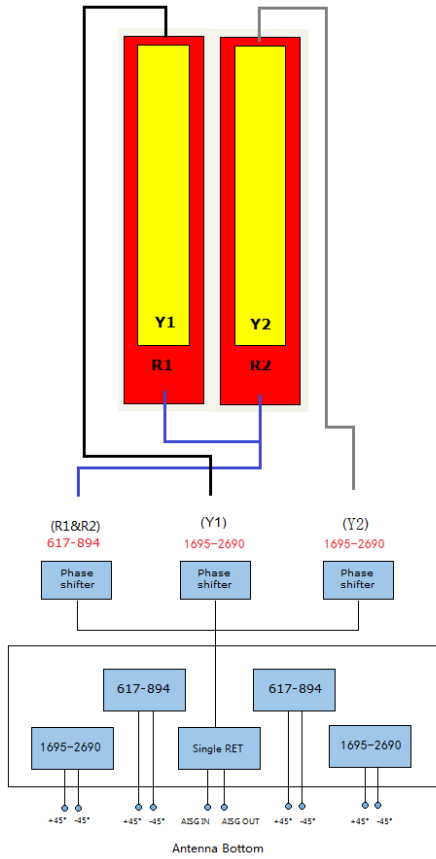 Y1
Y2
R1
R2
(R1&R2)
(Y1)
(Y2)
617-894
1695-2690
1695-2690
Phase
shifter
Phase
shifter
Phase
shifter
617-894
617-894
1695-2690
Single RET
1695-2690
+45°
-45°
+45°
-45°
AISG IN
AISG OUT
+45°
-45°
+45°
-45°
Antenna Bottom